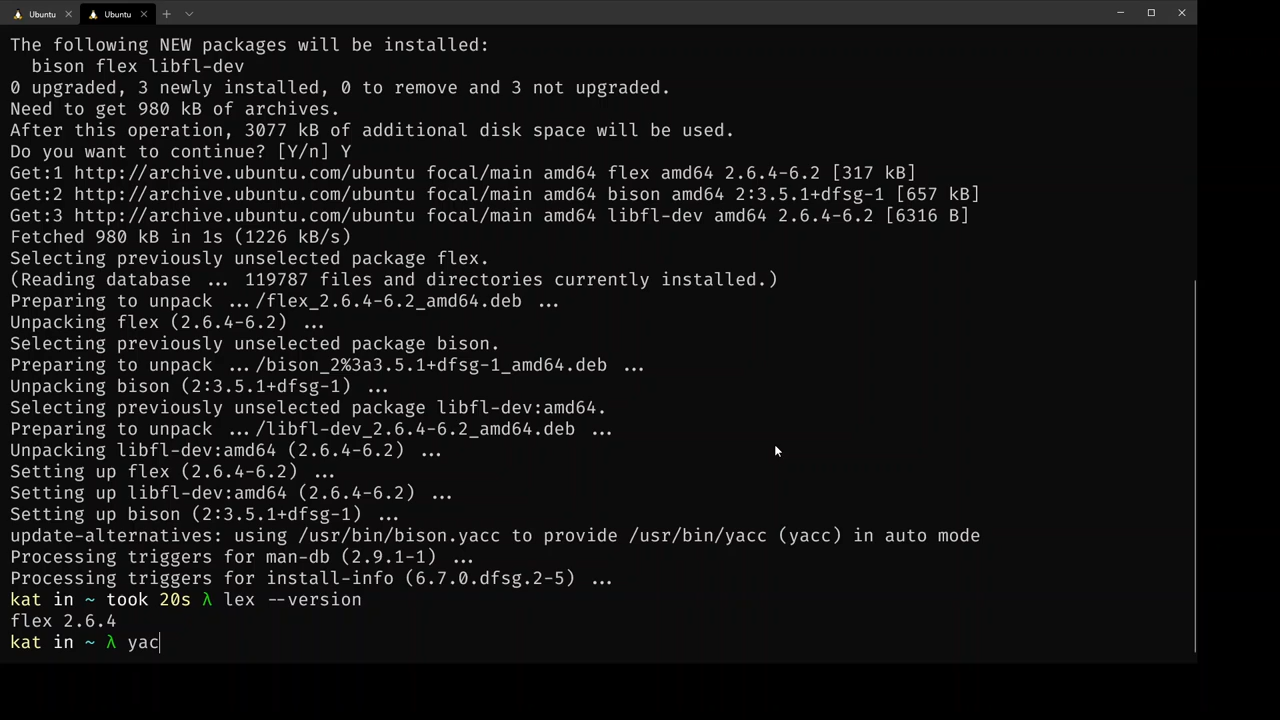 Ubuntu
Ubuntu
The following NEW packages will be installed:
bison flex libfl-dev
0 upgraded, 3 newly installed, 0 to remove and 3 not upgraded.
Need to get 980 kB of archives.
After this operation, 3077 kB of additional disk space will be used.
Do you want to continue? [Y/n] Y
Get:1 http://archive.ubuntu.com/ubuntu focal/main amd64 flex amd64 2.6.4-6.2 [317 kB]
Get:2 http://archive.ubuntu.com/ubuntu focal/main amd64 bison amd64 2:3.5.1+dfsg-1 [657 kB]
Get:3 http://archive.ubuntu.com/ubuntu focal/main amd64 libfl-dev amd64 2.6.4-6.2 [6316 B]
Fetched 980 kB in 1s (1226 kB/s)
Selecting previously unselected package flex.
(Reading database ... 119787 files and directories currently installed.)
Preparing to unpack .../flex_2.6.4-6.2_amd64.deb ...
Unpacking flex (2.6.4-6.2) ...
Selecting previously unselected package bison.
Preparing to unpack .../bison_2%3a3.5.1+dfsg-1_amd64.deb ...
Unpacking bison (2:3.5.1+dfsg-1) ...
Selecting previously unselected package libfl-dev:amd64.
Preparing to unpack .../libfl-dev_2.6.4-6.2_amd64.deb ...
Unpacking libfl-dev:amd64 (2.6.4-6.2) ...
Setting up flex (2.6.4-6.2) ...
Setting up libfl-dev:amd64 (2.6.4-6.2) ...
Setting up bison (2:3.5.1+dfsg-1) ...
update-alternatives: using /usr/bin/bison.yacc to provide /usr/bin/yacc (yacc) in auto mode
Processing triggers for man-db (2.9.1-1) ...
Processing triggers for install-info (6.7.0.dfsg.2-5) ...
kat in ~ took 20s λ lex --version
flex 2.6.4
kat in ~ λ yac